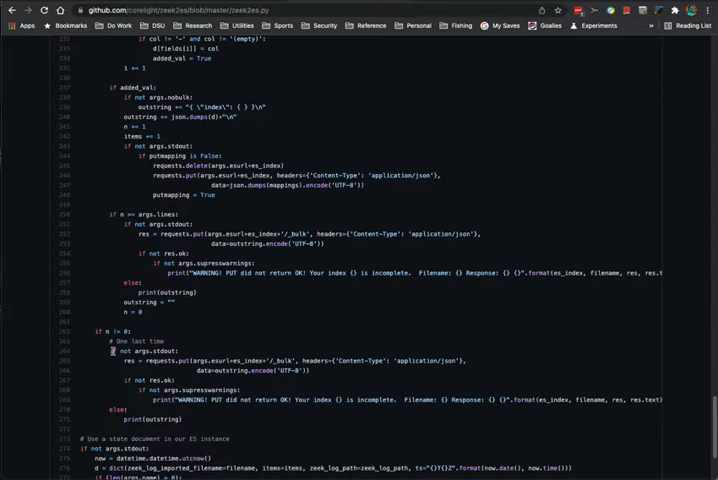 github.com/corelight/zeek2es/blob/master/zeek2es.py
Apps Bookmarks Do Work DSU Research Utilities Sports Security Reference Personal Fishing My Saves Goalies Experiments » Reading List
232 if col != '-' and col != '(empty)':
233 d[fields[i]] = col
234 added_val = True
235 i += 1
236
237 if added_val:
238 if not args.nobulk:
239 outstring += "{ \"index\": { } }\n"
240 outstring += json.dumps(d)+"\n"
241 n += 1
242 items += 1
243 if not args.stdout:
244 if putmapping is False:
245 requests.delete(args.esurl+es_index)
246 requests.put(args.esurl+es_index, headers={'Content-Type': 'application/json'},
247 data=json.dumps(mappings).encode('UTF-8'))
248 putmapping = True
249
250 if n >= args.lines:
251 if not args.stdout:
252 res = requests.put(args.esurl+es_index+'/_bulk', headers={'Content-Type': 'application/json'},
253 data=outstring.encode('UTF-8'))
254 if not res.ok:
255 if not args.supresswarnings:
256 print("WARNING! PUT did not return OK! Your index {} is incomplete.  Filename: {} Response: {} {}".format(es_index, filename, res, res.t
257 else:
258 print(outstring)
259 outstring = ""
260 n = 0
261
262 if n != 0:
263 # One last time
264 not args.stdout:
265 res = requests.put(args.esurl+es_index+'/_bulk', headers={'Content-Type': 'application/json'},
266 data=outstring.encode('UTF-8'))
267 if not res.ok:
268 if not args.supresswarnings:
269 print("WARNING! PUT did not return OK! Your index {} is incomplete.  Filename: {} Response: {} {}".format(es_index, filename, res, res.text)
270 else:
271 print(outstring)
272
273 # Use a state document in our ES instance
274 if not args.stdout:
275 now = datetime.datetime.utcnow()
276 d = dict(zeek_log_imported_filename=filename, items=items, zeek_log_path=zeek_log_path, ts="{}T{}Z".format(now.date(), now.time()))
277 if (len(args.name) > 0):